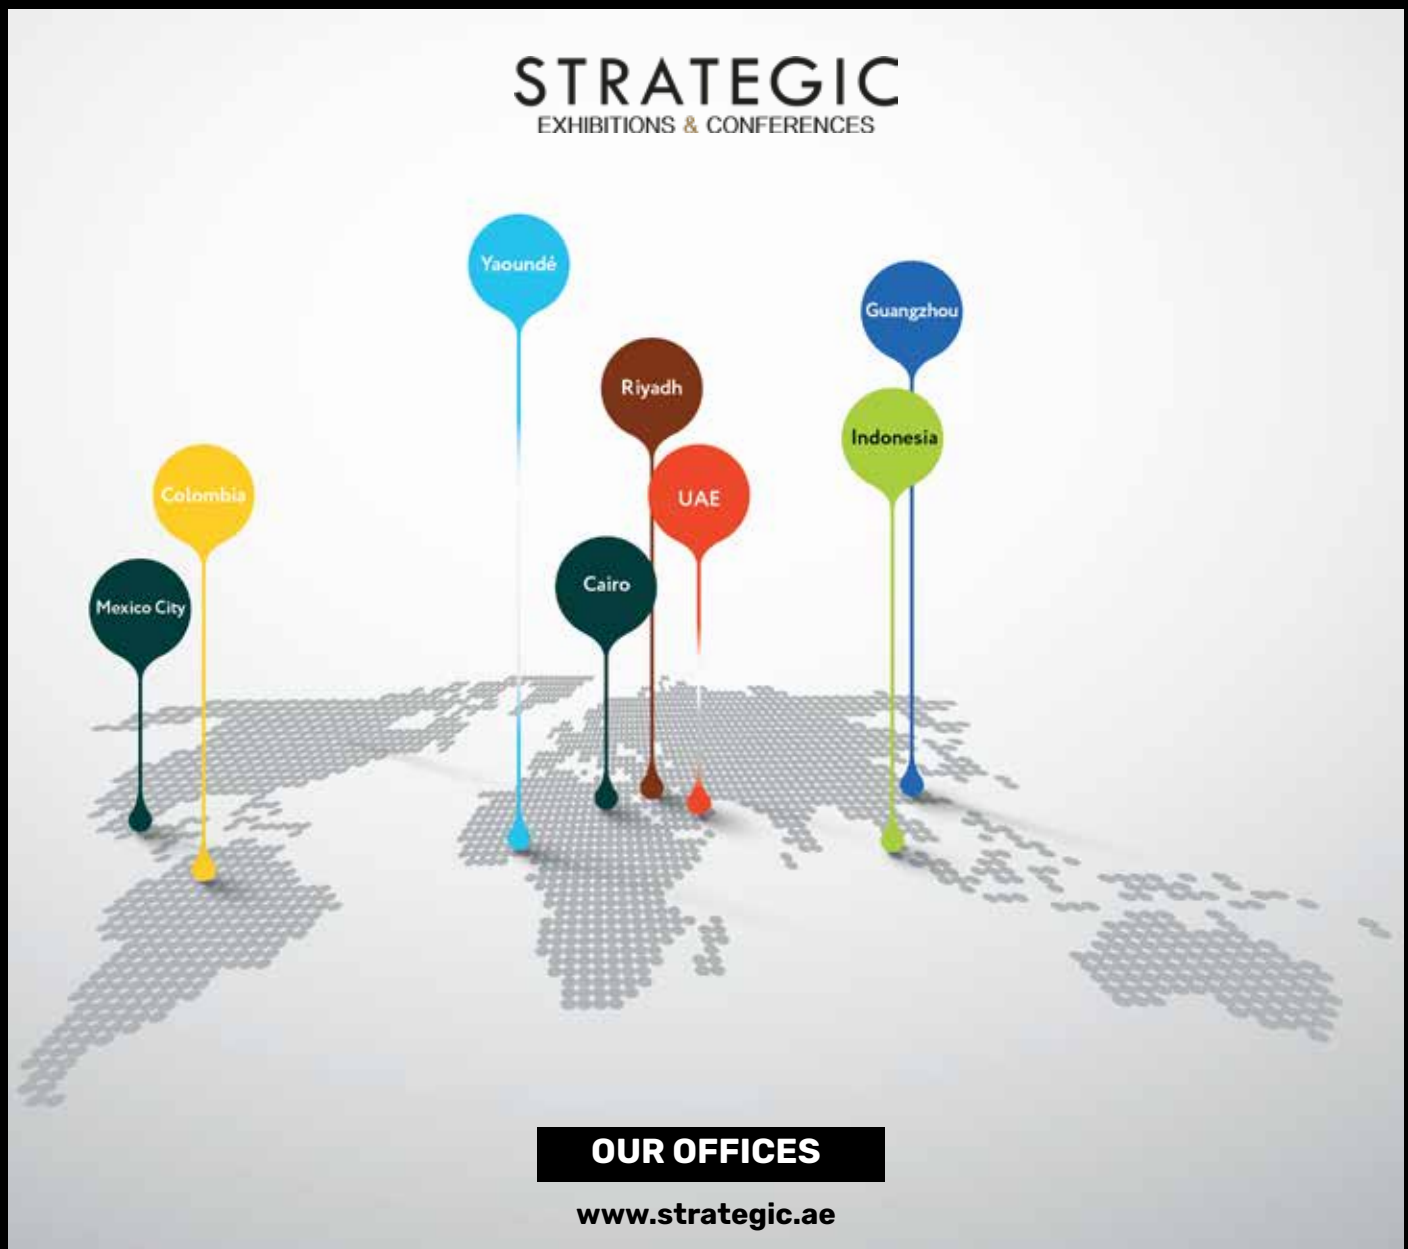 STRATEGIC
EXHIBITIONS & CONFERENCES
Yaoundé
Guangzhou
Riyadh
Indonesia
Colombia
UAE
Cairo
Mexico City
OUR OFFICES
www.strategic.ae